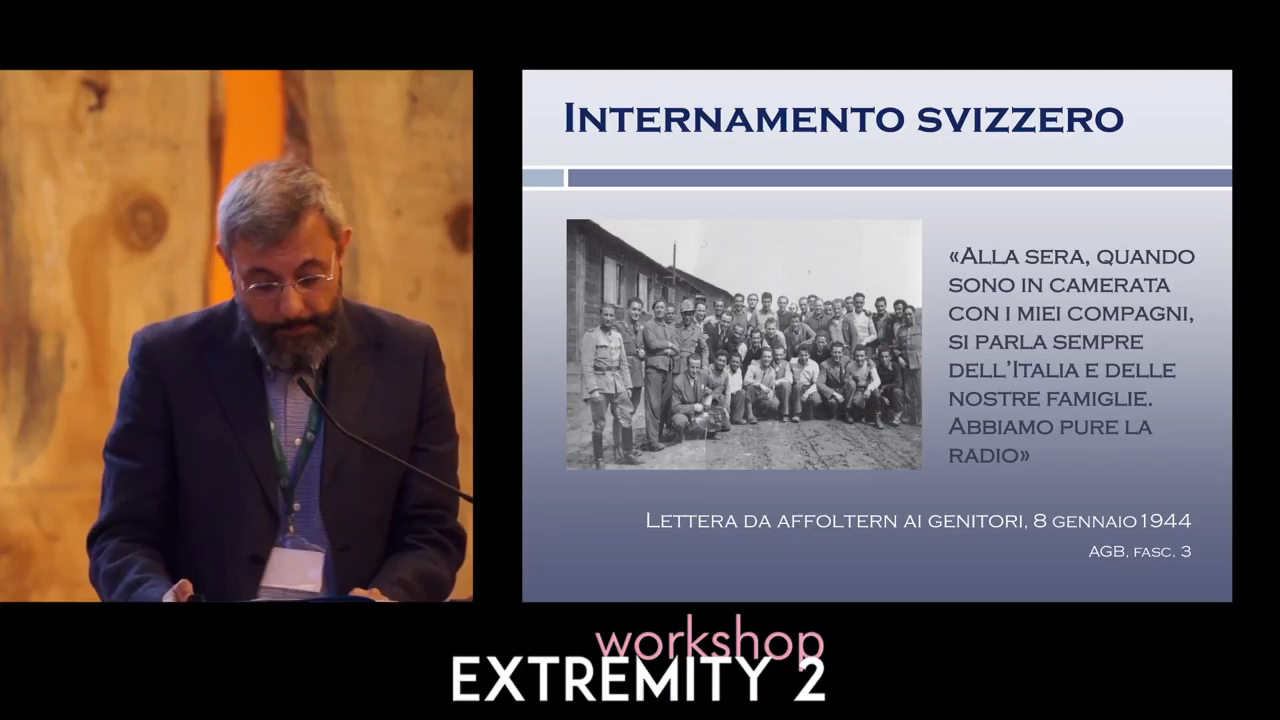 INTERNAMENTO SVIZZERO
«ALLA SERA, QUANDO
SONO IN CAMERATA
CON I MIEI COMPAGNI,
SI PARLA SEMPRE
DELL'ITALIA E DELLE
NOSTRE FAMIGLIE.
ABBIAMO PURE LA
RADIO»
LETTERA DA AFFOLTERN AI GENITORI, 8 GENNAIO 1944
AGB, FASC. 3
workshop
EXTREMITY 2